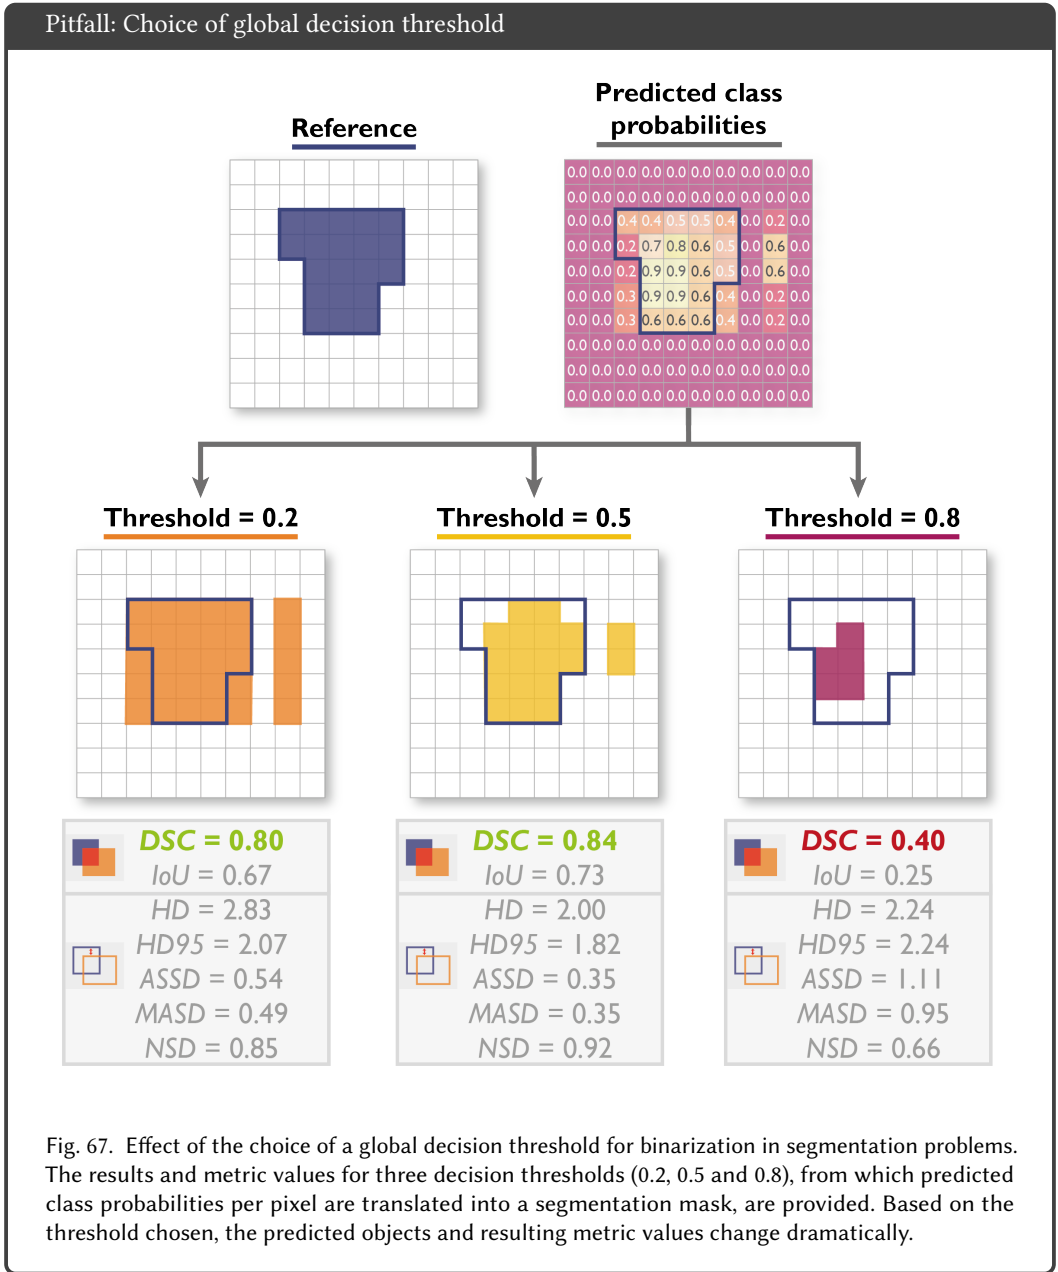 Pitfall: Choice of global decision threshold
Reference
Predicted class
probabilities
0.0 0.0 0.0 0.0 0.0 0.0 0.0 0.0 0.0 0.0
0.0 0.0 0.0 0.0 0.0 0.0 0.0 0.0 0.0 0.0
0.0 0.0 0.4 0.4 0.5 0.5 0.4 0.0 0.2 0.0
0.0 0.0 0.2 0.7 0.8 0.6 0.5 0.0 0.6 0.0
0.0 0.0 0.2 0.9 0.9 0.6 0.5 0.0 0.6 0.0
0.0 0.0 0.3 0.9 0.9 0.6 0.4 0.0 0.2 0.0
0.0 0.0 0.3 0.6 0.6 0.6 0.4 0.0 0.2 0.0
0.0 0.0 0.0 0.0 0.0 0.0 0.0 0.0 0.0 0.0
0.0 0.0 0.0 0.0 0.0 0.0 0.0 0.0 0.0 0.0
0.0 0.0 0.0 0.0 0.0 0.0 0.0 0.0 0.0 0.0
Threshold = 0.2
DSC = 0.80
IoU = 0.67
HD = 2.83
HD95 = 2.07
ASSD = 0.54
MASD = 0.49
NSD = 0.85
Threshold = 0.5
DSC = 0.84
IoU = 0.73
HD = 2.00
HD95 = 1.82
ASSD = 0.35
MASD = 0.35
NSD = 0.92
Threshold = 0.8
DSC = 0.40
IoU = 0.25
HD = 2.24
HD95 = 2.24
ASSD = 1.11
MASD = 0.95
NSD = 0.66
Fig. 67. Effect of the choice of a global decision threshold for binarization in segmentation problems.
The results and metric values for three decision thresholds (0.2, 0.5 and 0.8), from which predicted
class probabilities per pixel are translated into a segmentation mask, are provided. Based on the
threshold chosen, the predicted objects and resulting metric values change dramatically.